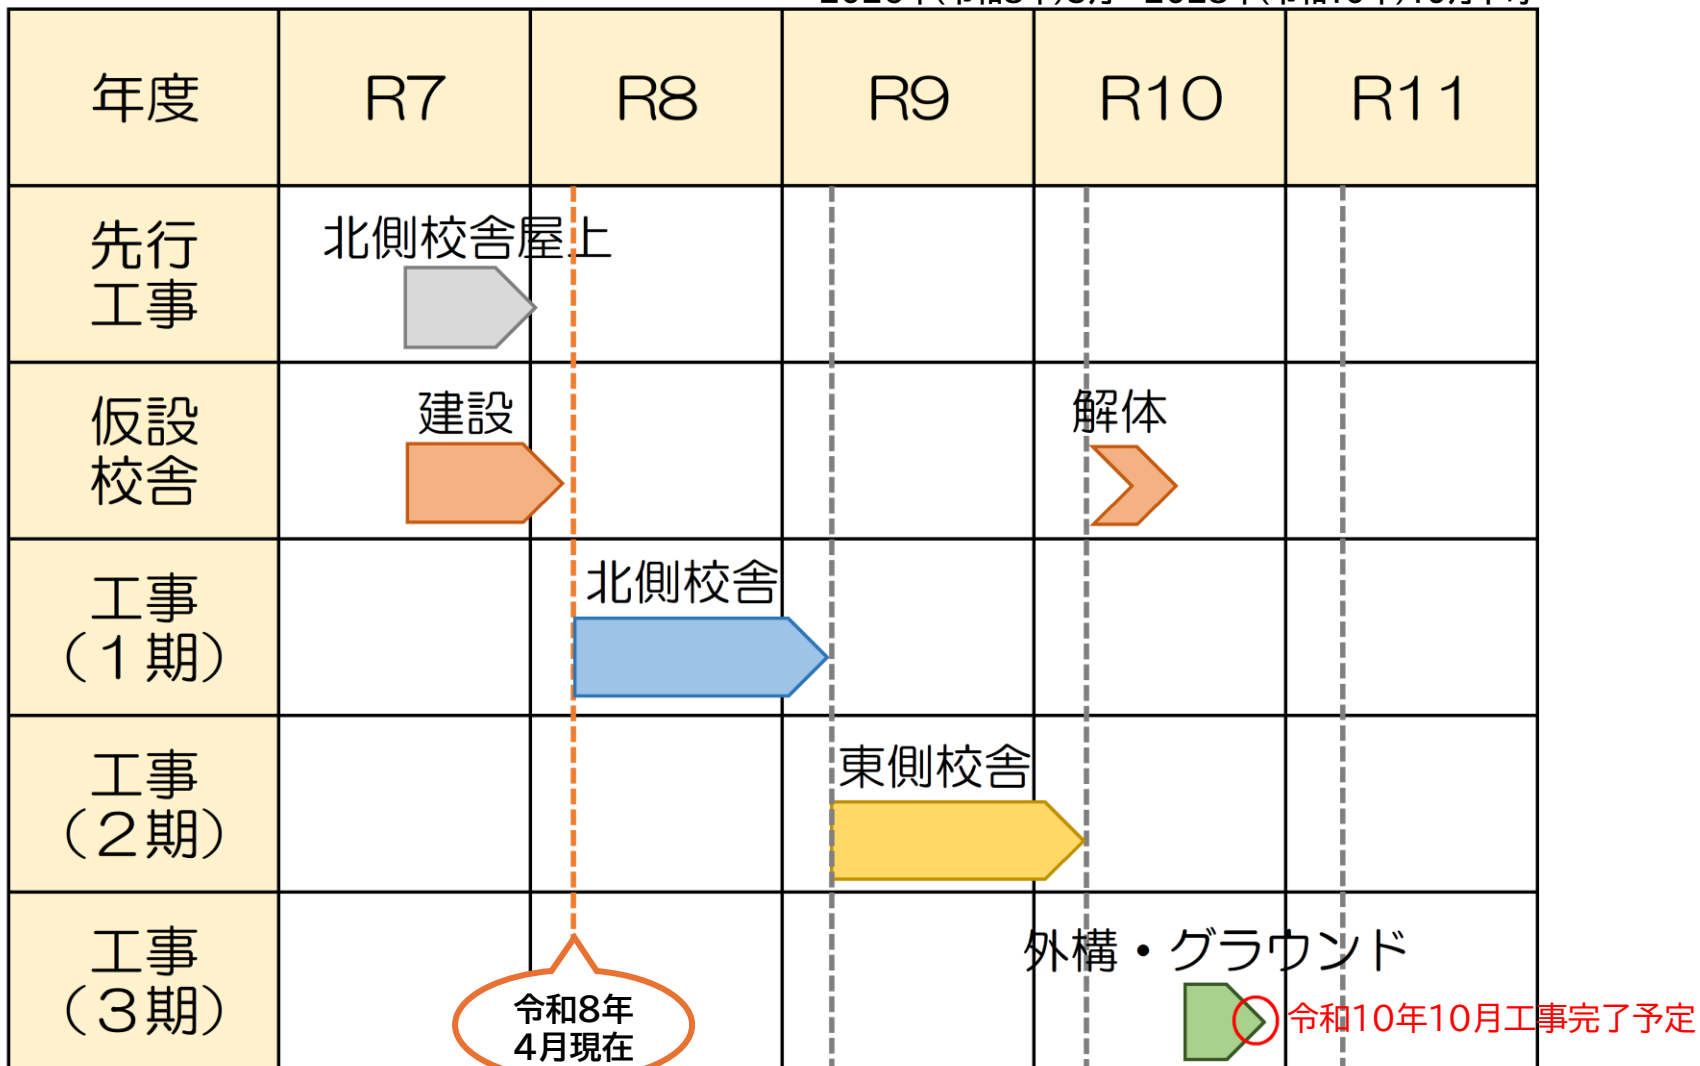 年度 R7 R8 R9 R10 R11
先行
工事
北側校舎屋上
仮設
校舎
建設
解体
工事
（１期）
北側校舎
工事
（２期）
東側校舎
工事
（３期）
外構・グラウンド
令和10年10月工事完了予定
令和8年
4月現在